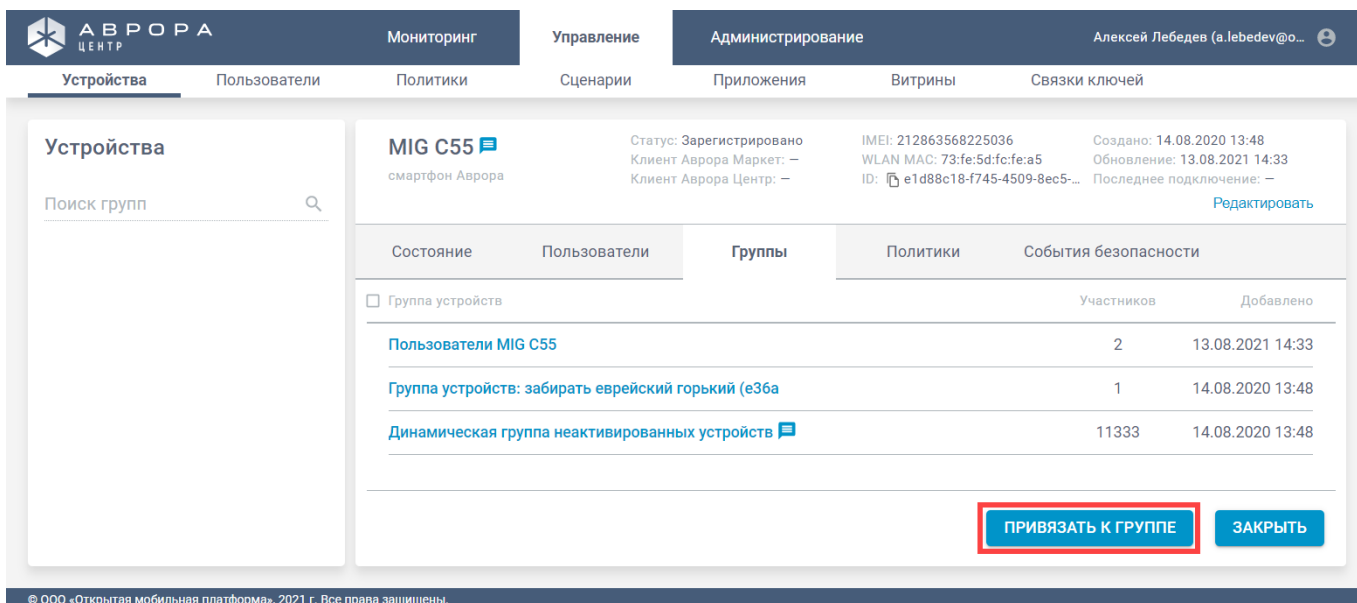 АВРОРА
ЦЕНТР
Мониторинг
Управление
Администрирование
Алексей Лебедев (a.lebedev@o...
Устройства
Пользователи
Политики
Сценарии
Приложения
Витрины
Связки ключей
Устройства
Поиск групп
MIG C55
смартфон Аврора
Статус: Зарегистрировано
Клиент Аврора Маркет: —
Клиент Аврора Центр: —
IMEI: 212863568225036
WLAN MAC: 73:fe:5d:fc:fe:a5
ID: e1d88c18-f745-4509-8ec5-...
Создано: 14.08.2020 13:48
Обновление: 13.08.2021 14:33
Последнее подключение: —
Редактировать
Состояние
Пользователи
Группы
Политики
События безопасности
Группа устройств
Участников
Добавлено
Пользователи MIG C55
2
13.08.2021 14:33
Группа устройств: забирать еврейский горький (e36a
1
14.08.2020 13:48
Динамическая группа неактивированных устройств
11333
14.08.2020 13:48
ПРИВЯЗАТЬ К ГРУППЕ
ЗАКРЫТЬ
© ООО «Открытая мобильная платформа», 2021 г. Все права защищены.